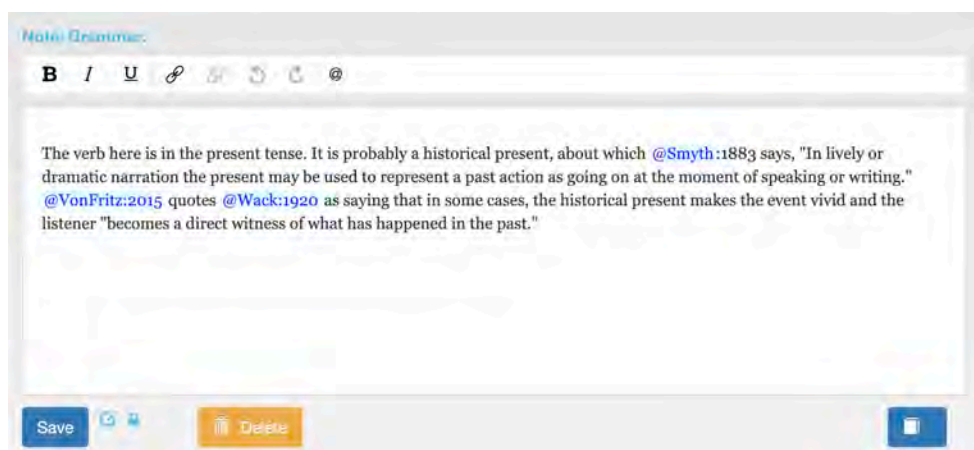 Note: Grammar:
B I U @
The verb here is in the present tense. It is probably a historical present, about which @Smyth:1883 says, "In lively or
dramatic narration the present may be used to represent a past action as going on at the moment of speaking or writing."
@VonFritz:2015 quotes @Wack:1920 as saying that in some cases, the historical present makes the event vivid and the
listener "becomes a direct witness of what has happened in the past."
Save Delete